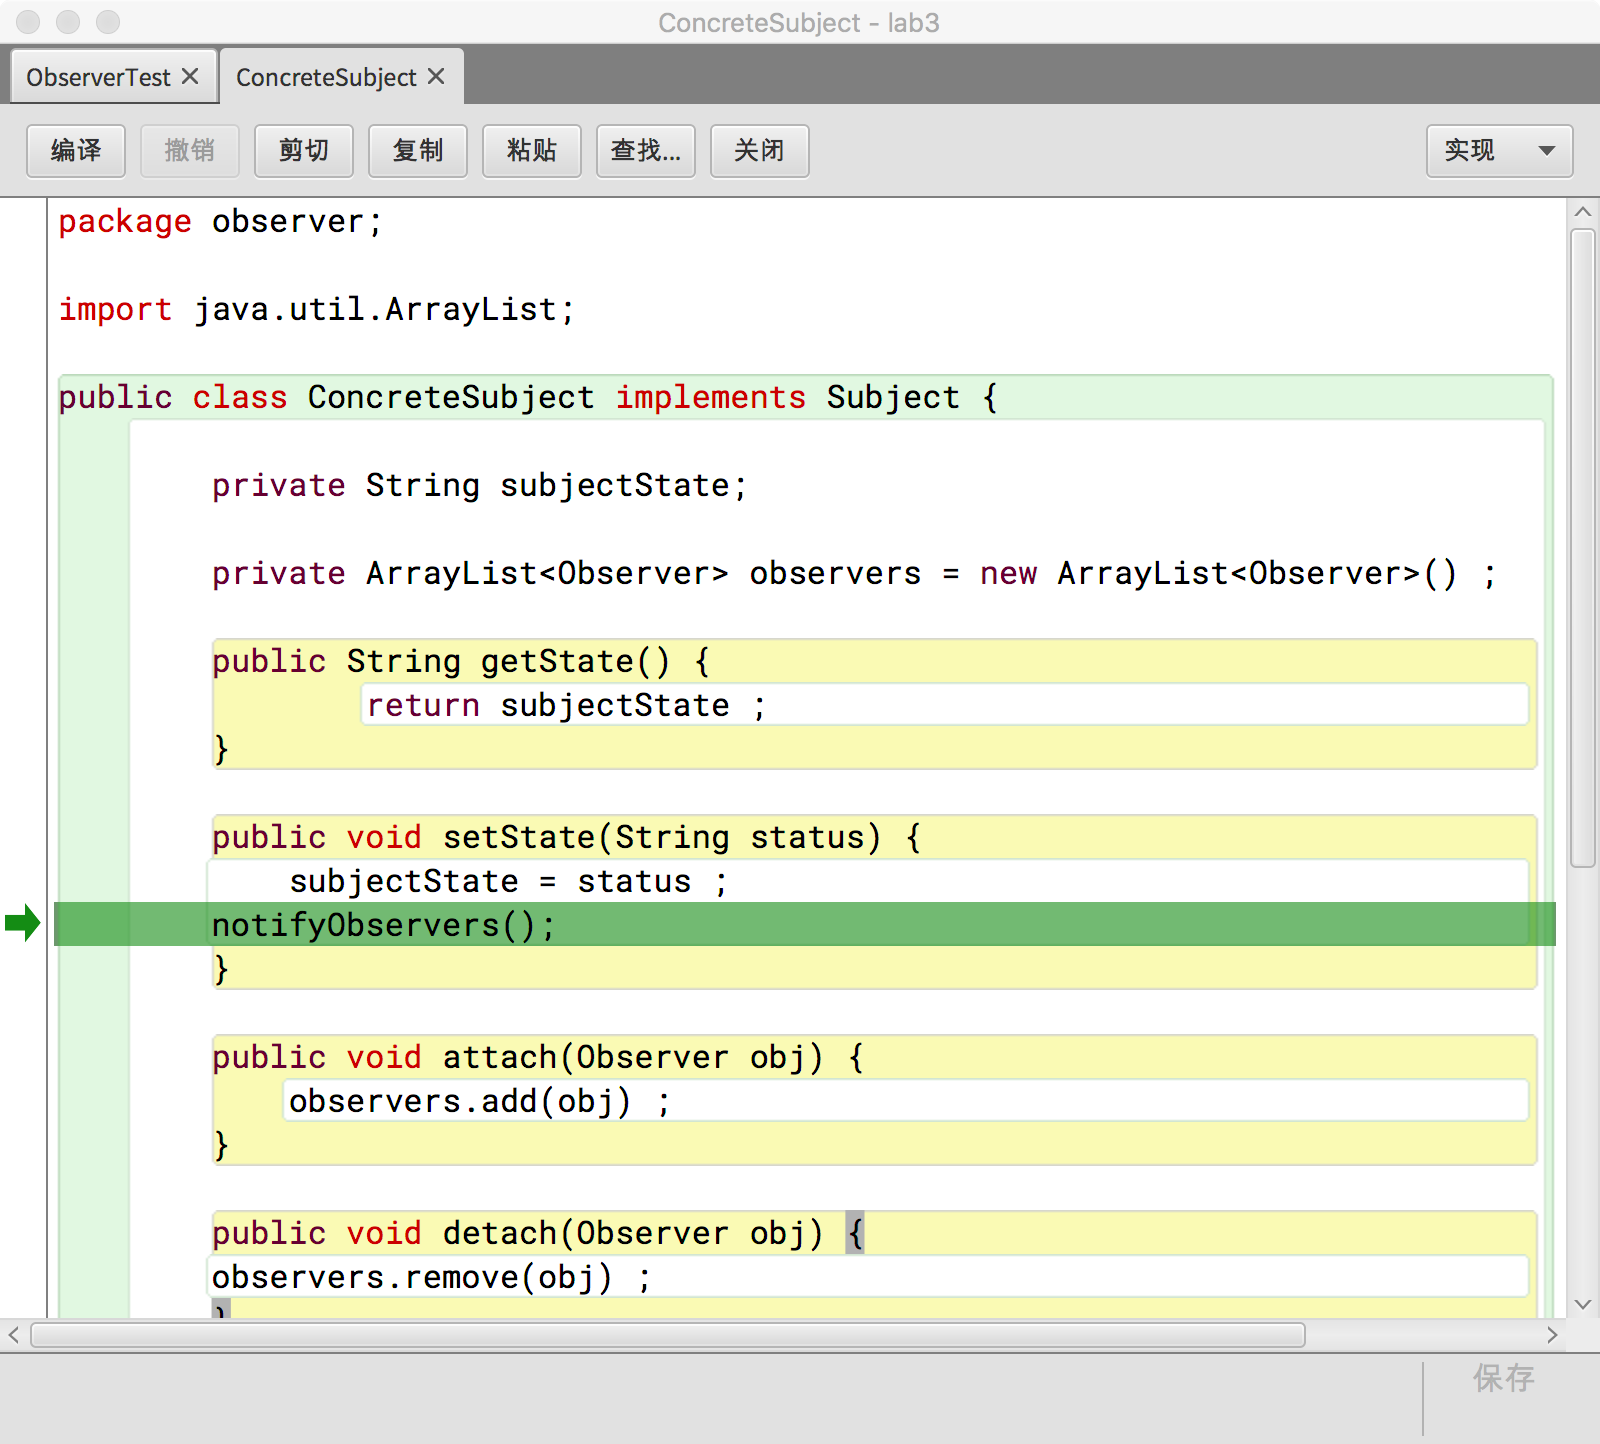 ConcreteSubject - lab3
ObserverTest ConcreteSubject
编译 撤销 剪切 复制 粘贴 查找... 关闭 实现
package observer;
import java.util.ArrayList;
public class ConcreteSubject implements Subject {
private String subjectState;
private ArrayList<Observer> observers = new ArrayList<Observer>() ;
public String getState() {
return subjectState ;
}
public void setState(String status) {
subjectState = status ;
notifyObservers();
}
public void attach(Observer obj) {
observers.add(obj) ;
}
public void detach(Observer obj) {
observers.remove(obj) ;
}
保存